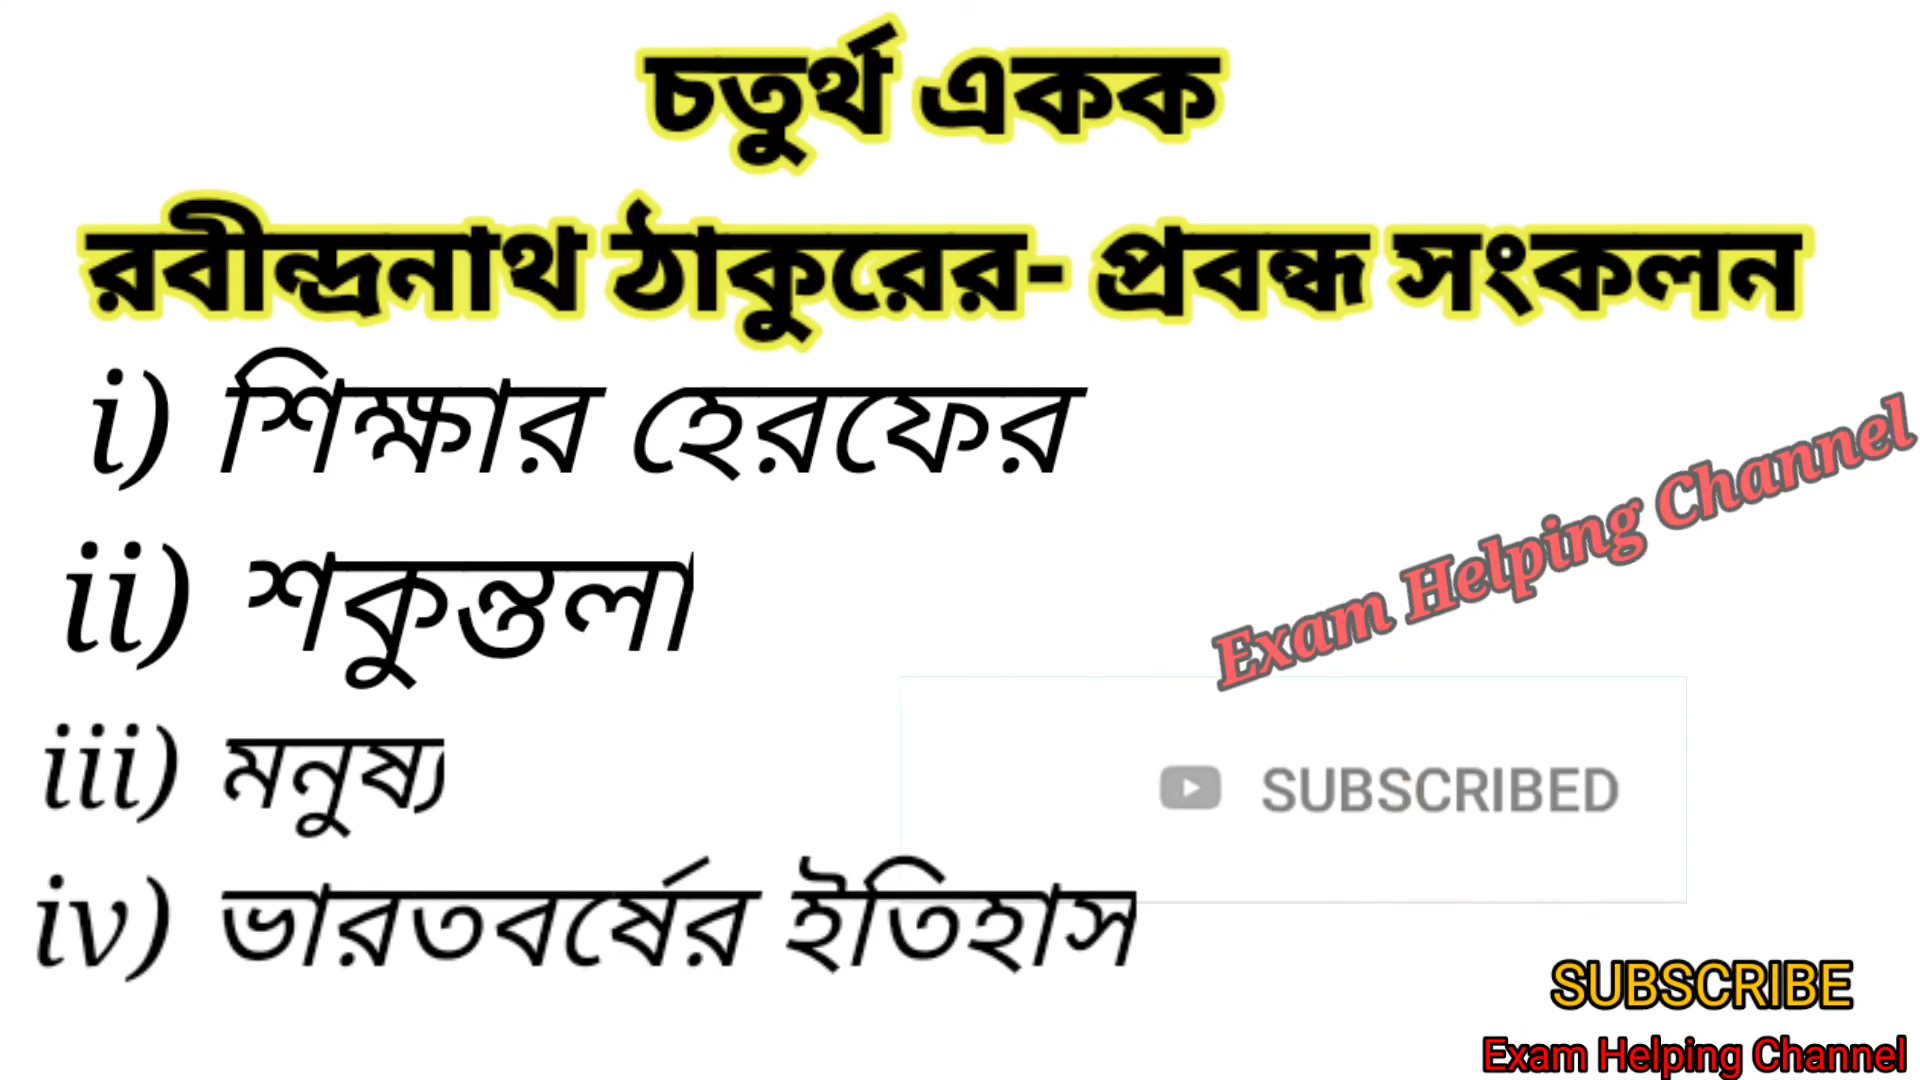 চতুর্থ একক
রবীন্দ্রনাথ ঠাকুরের- প্রবন্ধ সংকলন
i) শিক্ষার হেরফের
ii) শকুন্তলা
iii) মনুষ্য
iv) ভারতবর্ষের ইতিহাস
Exam Helping Channel
SUBSCRIBED
SUBSCRIBE
Exam Helping Channel